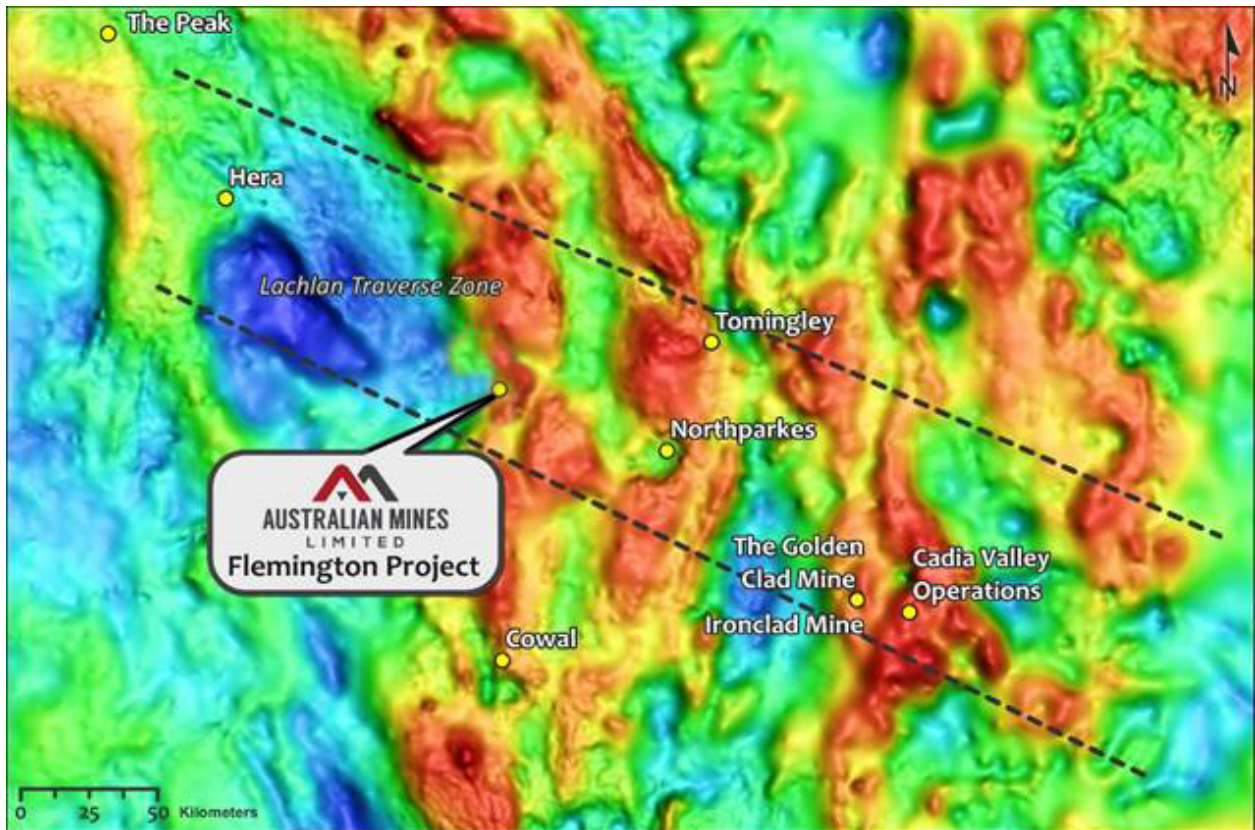 The Peak
N
Hera
Lachlan Traverse Zone
Tomingley
Northparkes
AUSTRALIAN MINES
LIMITED
Flemington Project
The Golden
Clad Mine
Ironclad Mine
Cadia Valley
Operations
Cowal
0 25 50 Kilometers